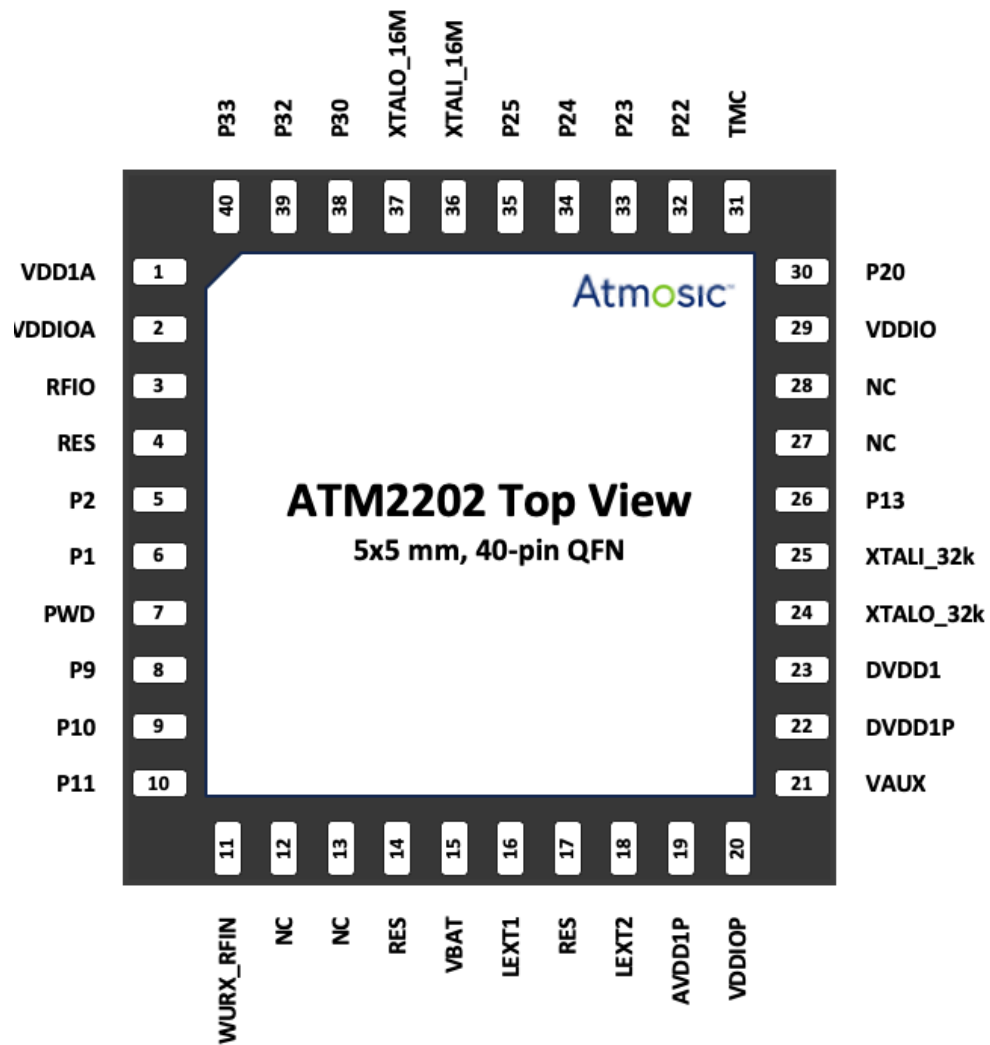 P33 P32 P30 XTALO_16M XTALI_16M P25 P24 P23 P22 TMC
40 39 38 37 36 35 34 33 32 31
VDD1A 1 30 P20
Atmosic™
VDDIOA 2 29 VDDIO
RFIO 3 28 NC
RES 4 27 NC
P2 5 26 P13
ATM2202 Top View
5x5 mm, 40-pin QFN
P1 6 25 XTALI_32k
PWD 7 24 XTALO_32k
P9 8 23 DVDD1
P10 9 22 DVDD1P
P11 10 21 VAUX
11 12 13 14 15 16 17 18 19 20
WURX_RFIN NC NC RES VBAT LEXT1 RES LEXT2 AVDD1P VDDIOP